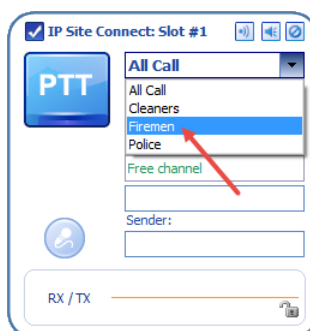 IP Site Connect: Slot #1
PTT
All Call
All Call
Cleaners
Firemen
Police
Free channel
Sender:
RX / TX